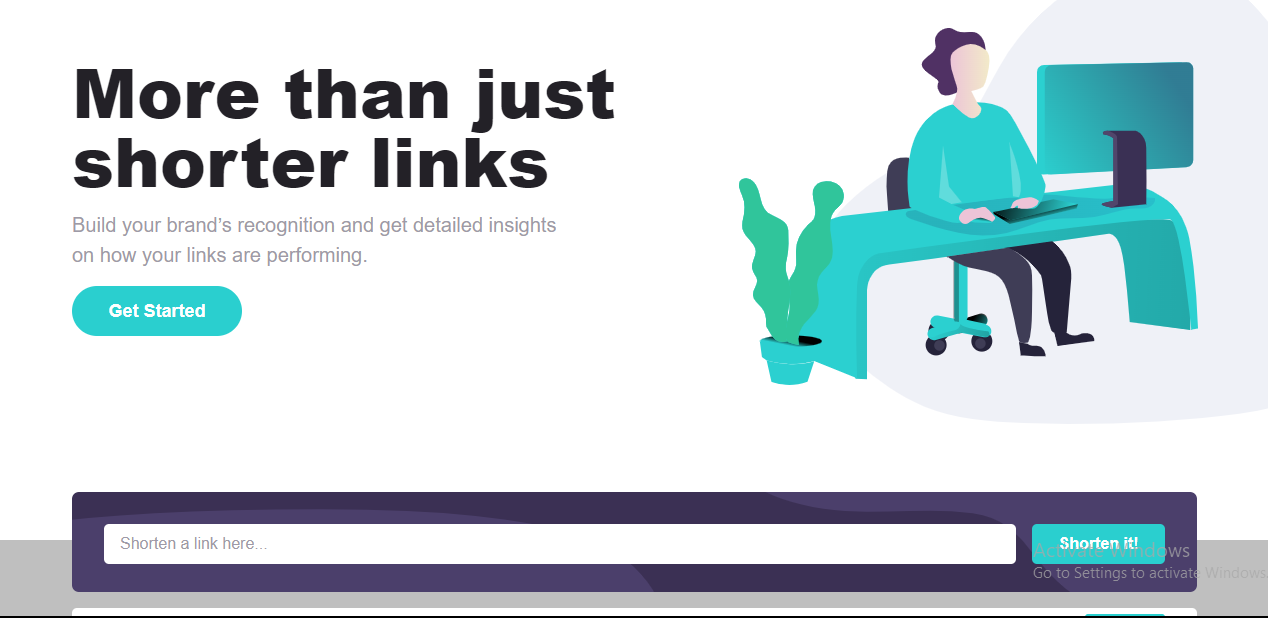 More than just
shorter links
Build your brand’s recognition and get detailed insights
on how your links are performing.
Get Started
Shorten a link here...
Shorten it!
Activate Windows
Go to Settings to activate Windows.